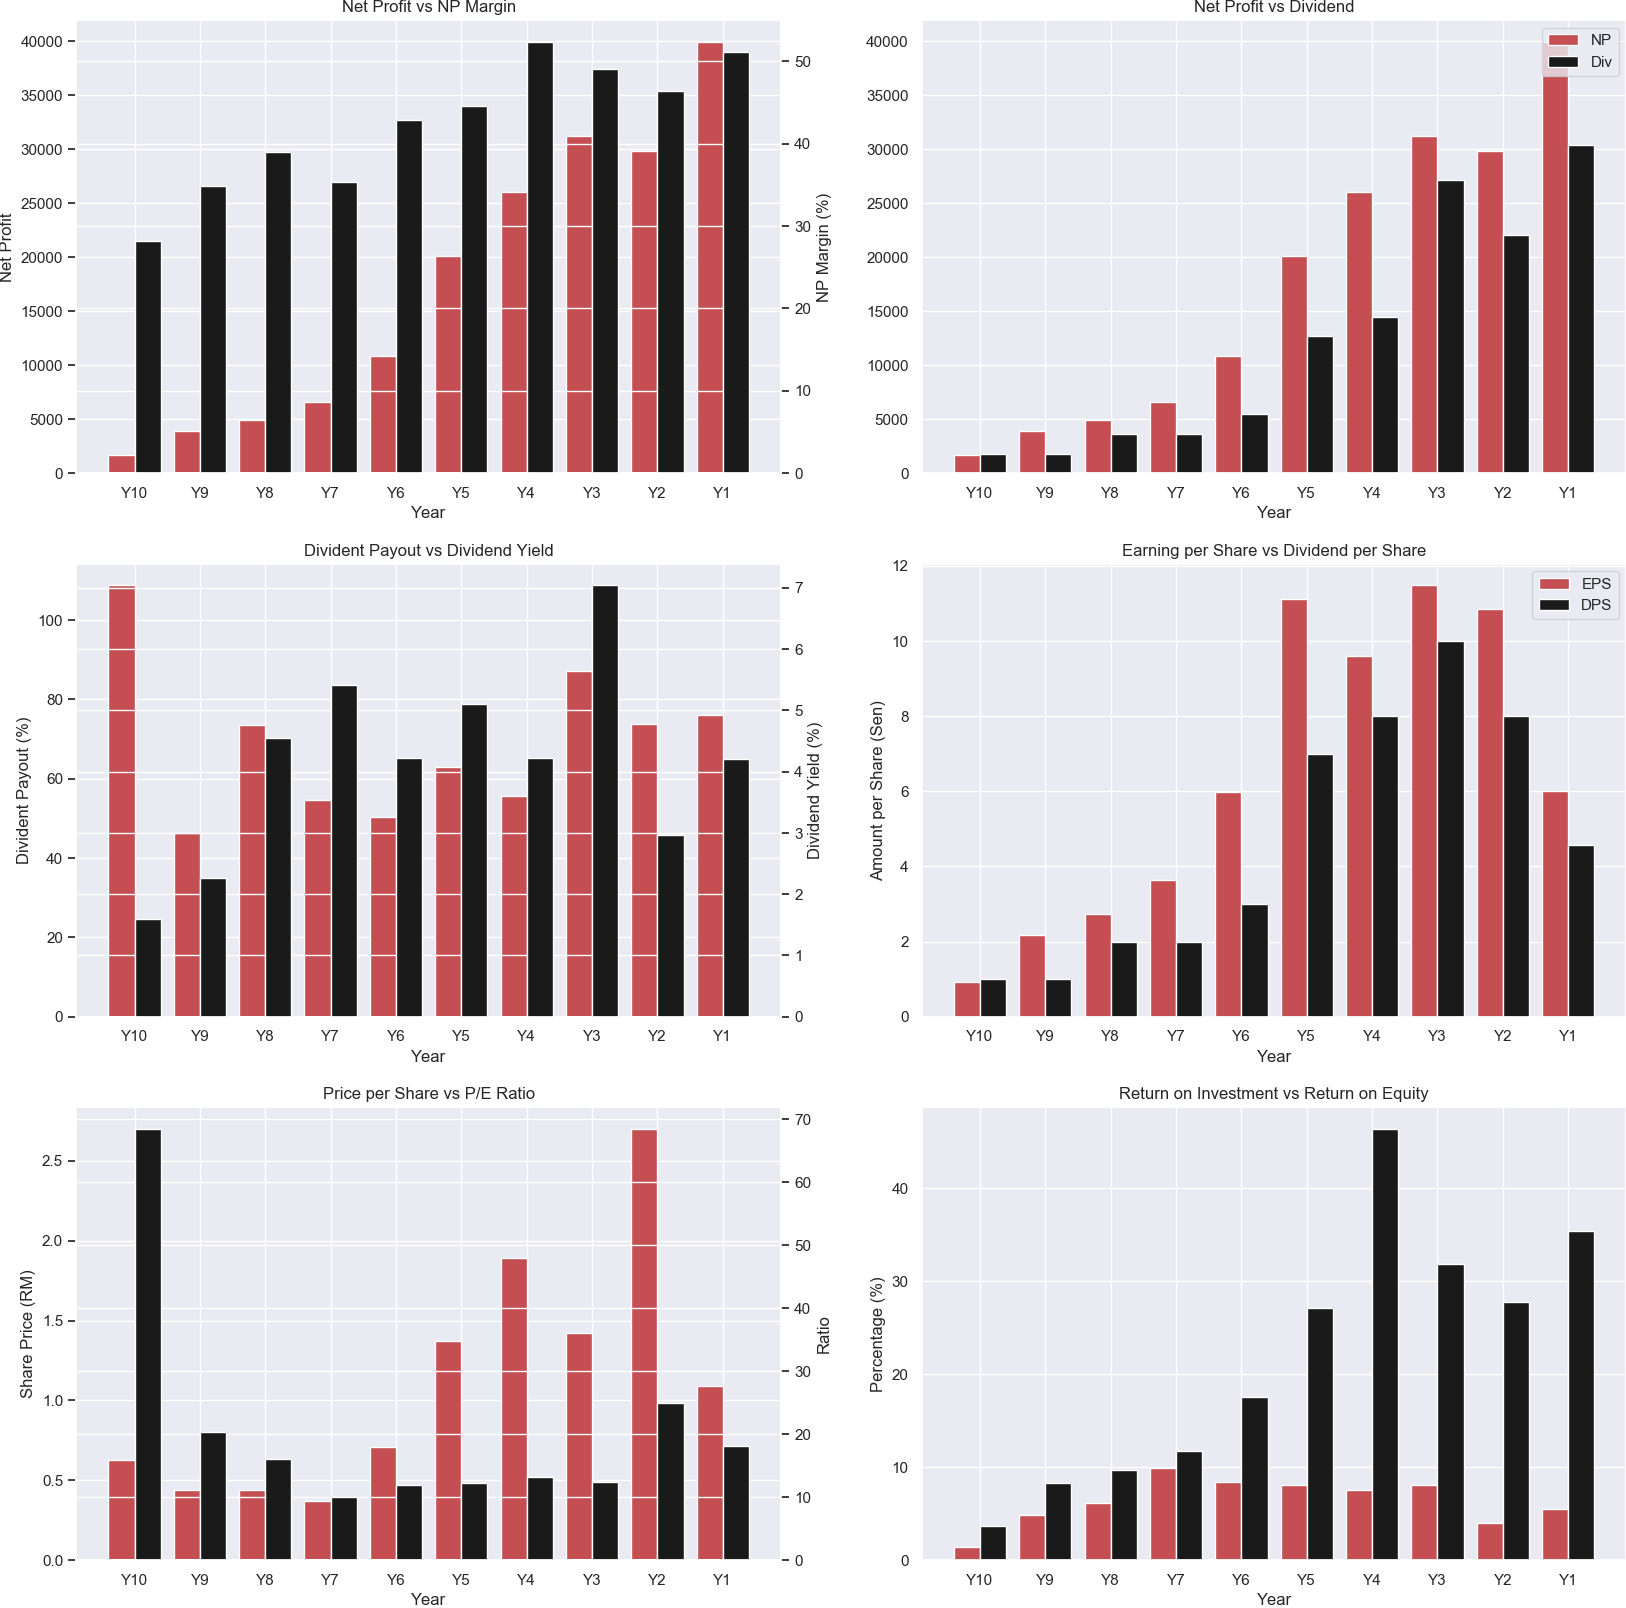 Net Profit vs NP Margin
40000
35000
30000
25000
20000
15000
10000
5000
0
Net Profit
50
40
30
20
10
0
NP Margin (%)
Y10 Y9 Y8 Y7 Y6 Y5 Y4 Y3 Y2 Y1
Year
Net Profit vs Dividend
NP
Div
40000
35000
30000
25000
20000
15000
10000
5000
0
Y10 Y9 Y8 Y7 Y6 Y5 Y4 Y3 Y2 Y1
Year
Divident Payout vs Dividend Yield
100
80
60
40
20
0
Divident Payout (%)
7
6
5
4
3
2
1
0
Dividend Yield (%)
Y10 Y9 Y8 Y7 Y6 Y5 Y4 Y3 Y2 Y1
Year
Earning per Share vs Dividend per Share
EPS
DPS
12
10
8
6
4
2
0
Amount per Share (Sen)
Y10 Y9 Y8 Y7 Y6 Y5 Y4 Y3 Y2 Y1
Year
Price per Share vs P/E Ratio
2.5
2.0
1.5
1.0
0.5
0.0
Share Price (RM)
70
60
50
40
30
20
10
0
Ratio
Y10 Y9 Y8 Y7 Y6 Y5 Y4 Y3 Y2 Y1
Year
Return on Investment vs Return on Equity
40
30
20
10
0
Percentage (%)
Y10 Y9 Y8 Y7 Y6 Y5 Y4 Y3 Y2 Y1
Year